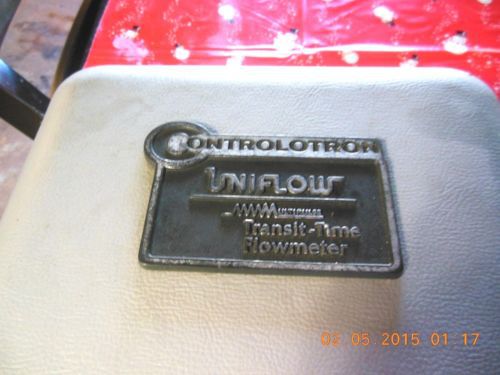 CONTROLOTRON
UNIFLOW
Transit-Time
Flowmeter
02 05 2015 01 17